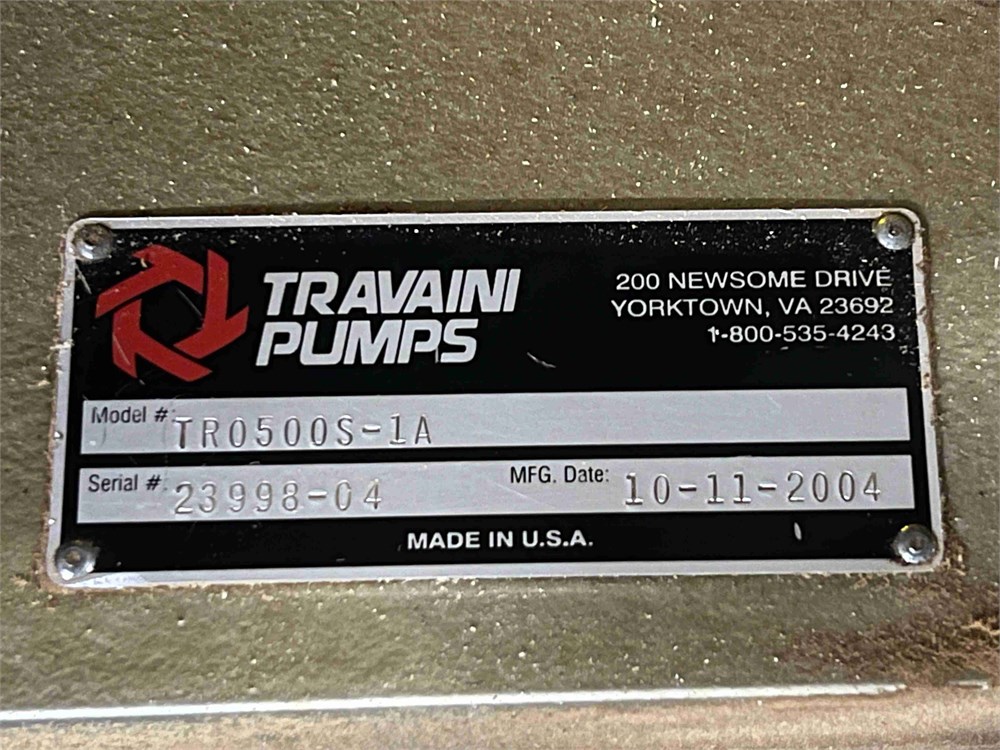 TRAVAINI
PUMPS
200 NEWSOME DRIVE
YORKTOWN, VA 23692
1-800-535-4243
Model #: TRO500S-1A
Serial #: 23998-04 MFG. Date: 10-11-2004
MADE IN U.S.A.